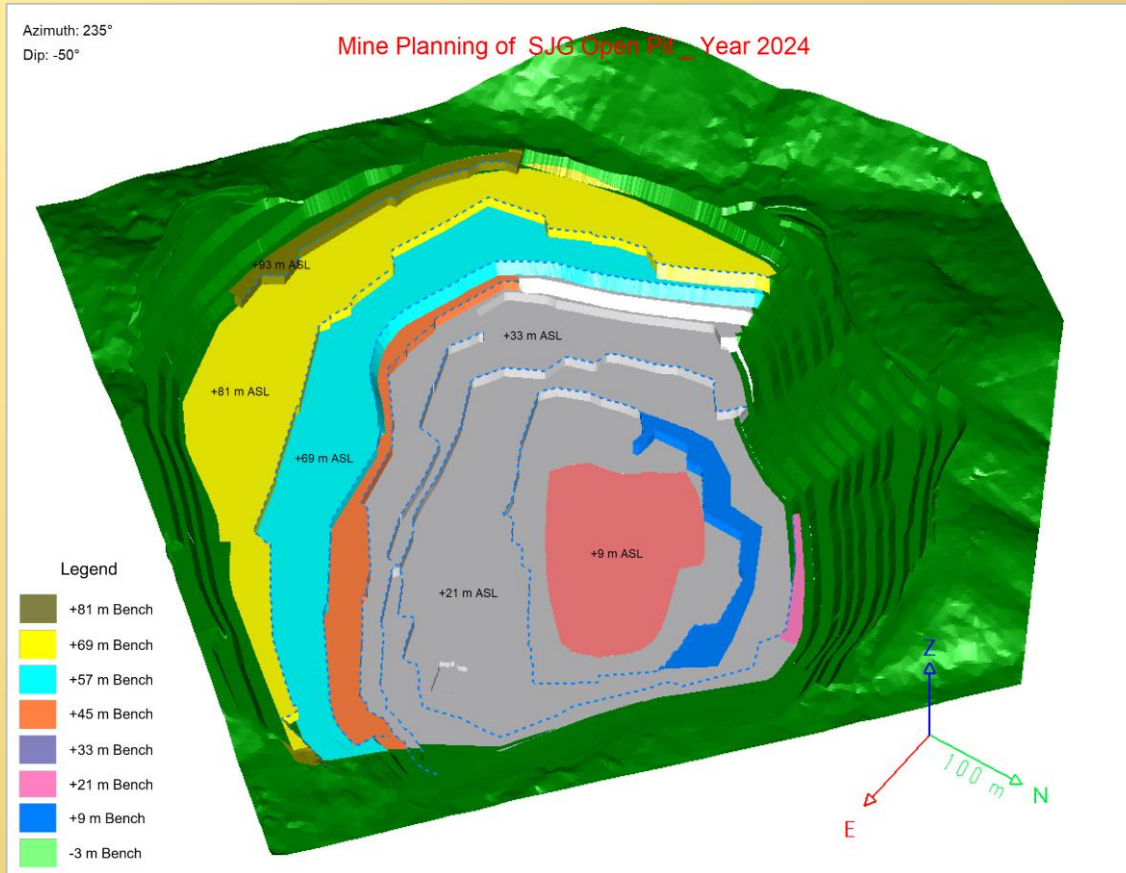 Azimuth: 235°
Dip: -50°
Mine Planning of SJG Open Pit _ Year 2024
+93 m ASL
+33 m ASL
+81 m ASL
+69 m ASL
+9 m ASL
+21 m ASL
Legend
+81 m Bench
+69 m Bench
+57 m Bench
+45 m Bench
+33 m Bench
+21 m Bench
+9 m Bench
-3 m Bench
Z
100 m
N
E